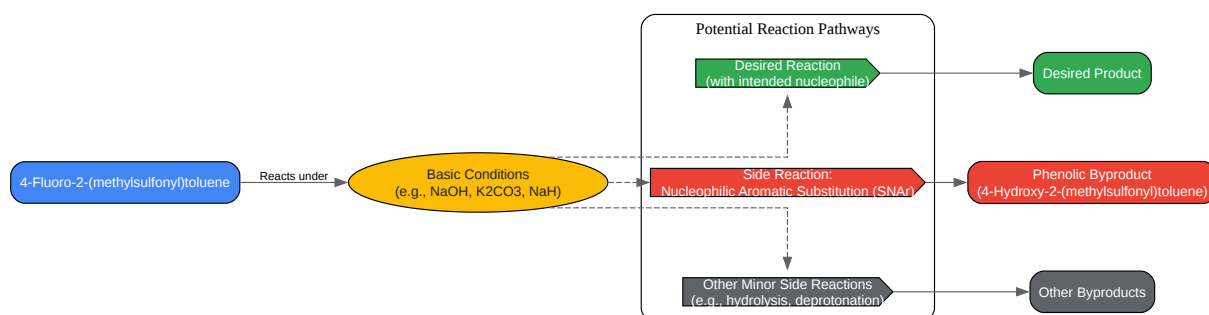 Potential Reaction Pathways
Desired Reaction
(with intended nucleophile)
Desired Product
4-Fluoro-2-(methylsulfonyl)toluene
Reacts under
Basic Conditions
(e.g., NaOH, K2CO3, NaH)
Side Reaction:
Nucleophilic Aromatic Substitution (SNAr)
Phenolic Byproduct
(4-Hydroxy-2-(methylsulfonyl)toluene)
Other Minor Side Reactions
(e.g., hydrolysis, deprotonation)
Other Byproducts